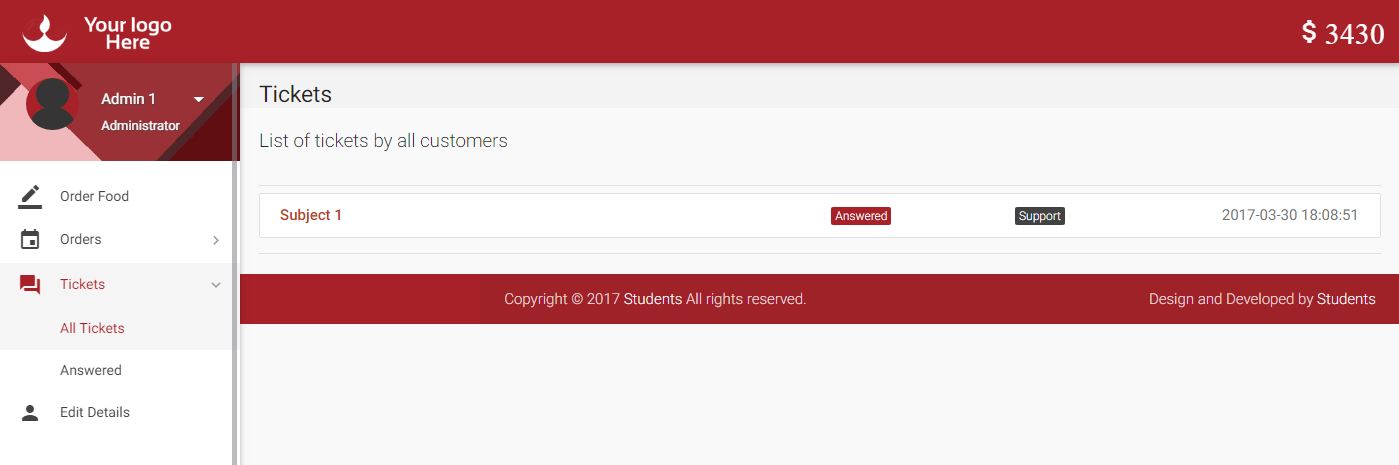 Your logo
Here
$ 3430
Admin 1
Administrator
Order Food
Orders
Tickets
All Tickets
Answered
Edit Details
Tickets
List of tickets by all customers
Subject 1 Answered Support 2017-03-30 18:08:51
Copyright © 2017 Students All rights reserved. Design and Developed by Students